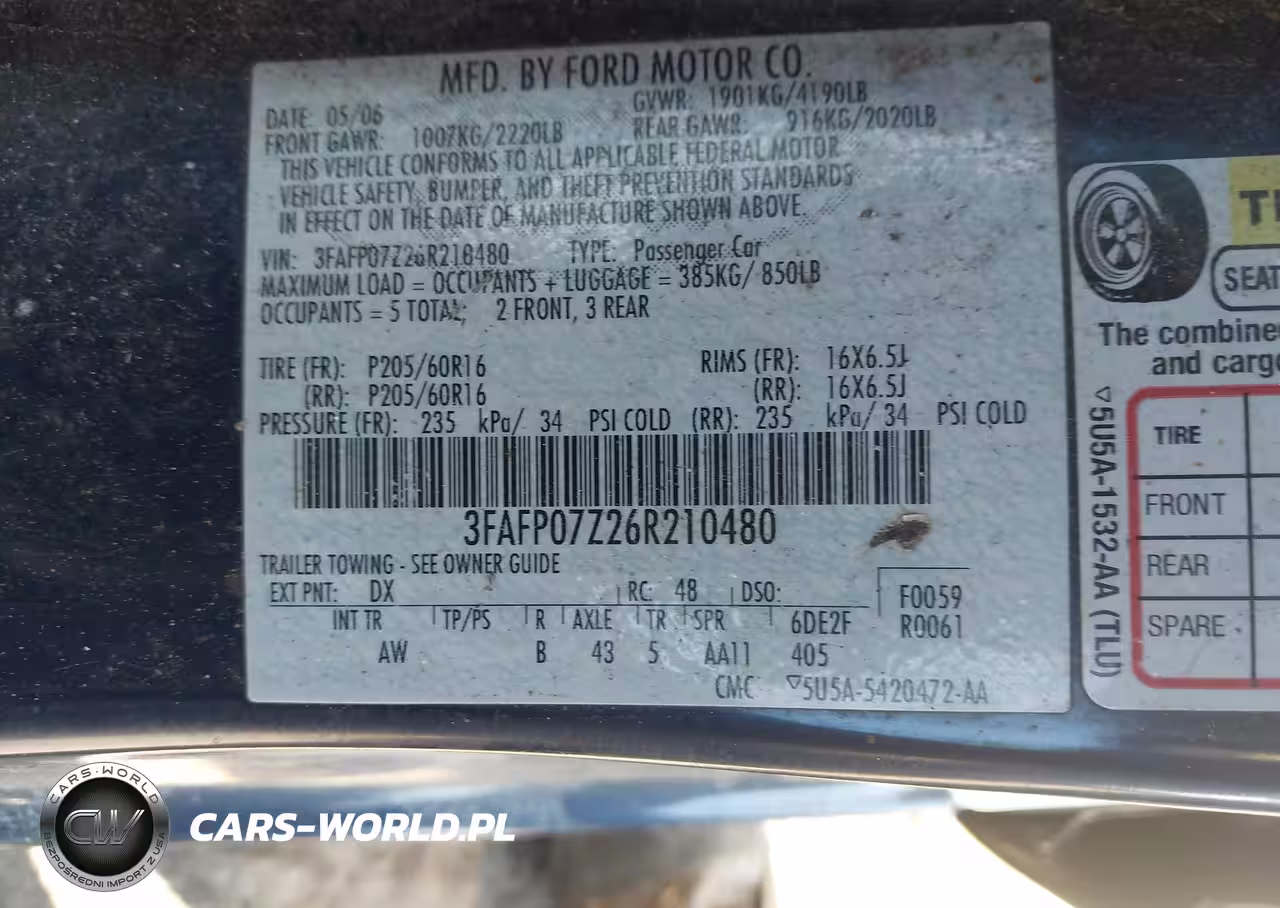 MFD. BY FORD MOTOR CO.
DATE: 05/06 GVWR: 1901KG/4190LB
FRONT GAWR: 1007KG/2220LB REAR GAWR: 916KG/2020LB
THIS VEHICLE CONFORMS TO ALL APPLICABLE FEDERAL MOTOR
VEHICLE SAFETY, BUMPER, AND THEFT PREVENTION STANDARDS
IN EFFECT ON THE DATE OF MANUFACTURE SHOWN ABOVE.
VIN: 3FAFP07Z26R210480 TYPE: Passenger Car
MAXIMUM LOAD = OCCUPANTS + LUGGAGE = 385KG/ 850LB
OCCUPANTS = 5 TOTAL; 2 FRONT, 3 REAR
TIRE (FR): P205/60R16 RIMS (FR): 16X6.5J
(RR): P205/60R16 (RR): 16X6.5J
PRESSURE (FR): 235 kPa/ 34 PSI COLD (RR): 235 kPa/ 34 PSI COLD
3FAFP07Z26R210480
TRAILER TOWING - SEE OWNER GUIDE
EXT PNT: DX RC: 48 DSO:
F0059
INT TR TP/PS R AXLE TR SPR 6DE2F R0061
AW B 43 5 AA11 405
CMC ▽5U5A-5420472-AA
SEAT
The combine
and carg
TIRE
FRONT
REAR
SPARE
▽5U5A-1532-AA (TLU)
CARS-WORLD
CW
BEZPOŚREDNI IMPORT Z USA
CARS-WORLD.PL